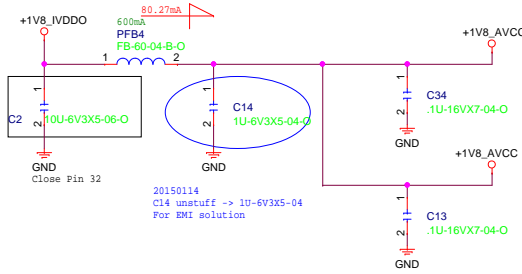 80.27mA
+1V8_IVDDO
600mA
PFB4
FB-60-04-B-O
1
2
+1V8_AVCC
1
2
C2
10U-6V3X5-06-O
GND
Close Pin 32
1
2
C14
1U-6V3X5-04-O
GND
1
2
C34
.1U-16VX7-04-O
GND
20150114
C14 unstuff -> 1U-6V3X5-04
For EMI solution
+1V8_AVCC
1
2
C13
.1U-16VX7-04-O
GND